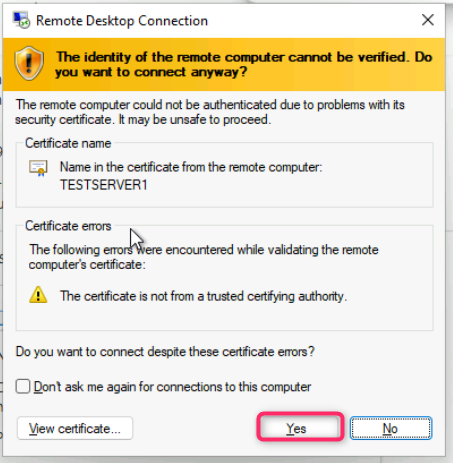 Remote Desktop Connection
The identity of the remote computer cannot be verified. Do
you want to connect anyway?
The remote computer could not be authenticated due to problems with its
security certificate. It may be unsafe to proceed.
Certificate name
Name in the certificate from the remote computer:
TESTSERVER1
Certificate errors
The following errors were encountered while validating the remote
computer's certificate:
The certificate is not from a trusted certifying authority.
Do you want to connect despite these certificate errors?
Don't ask me again for connections to this computer
View certificate... Yes No